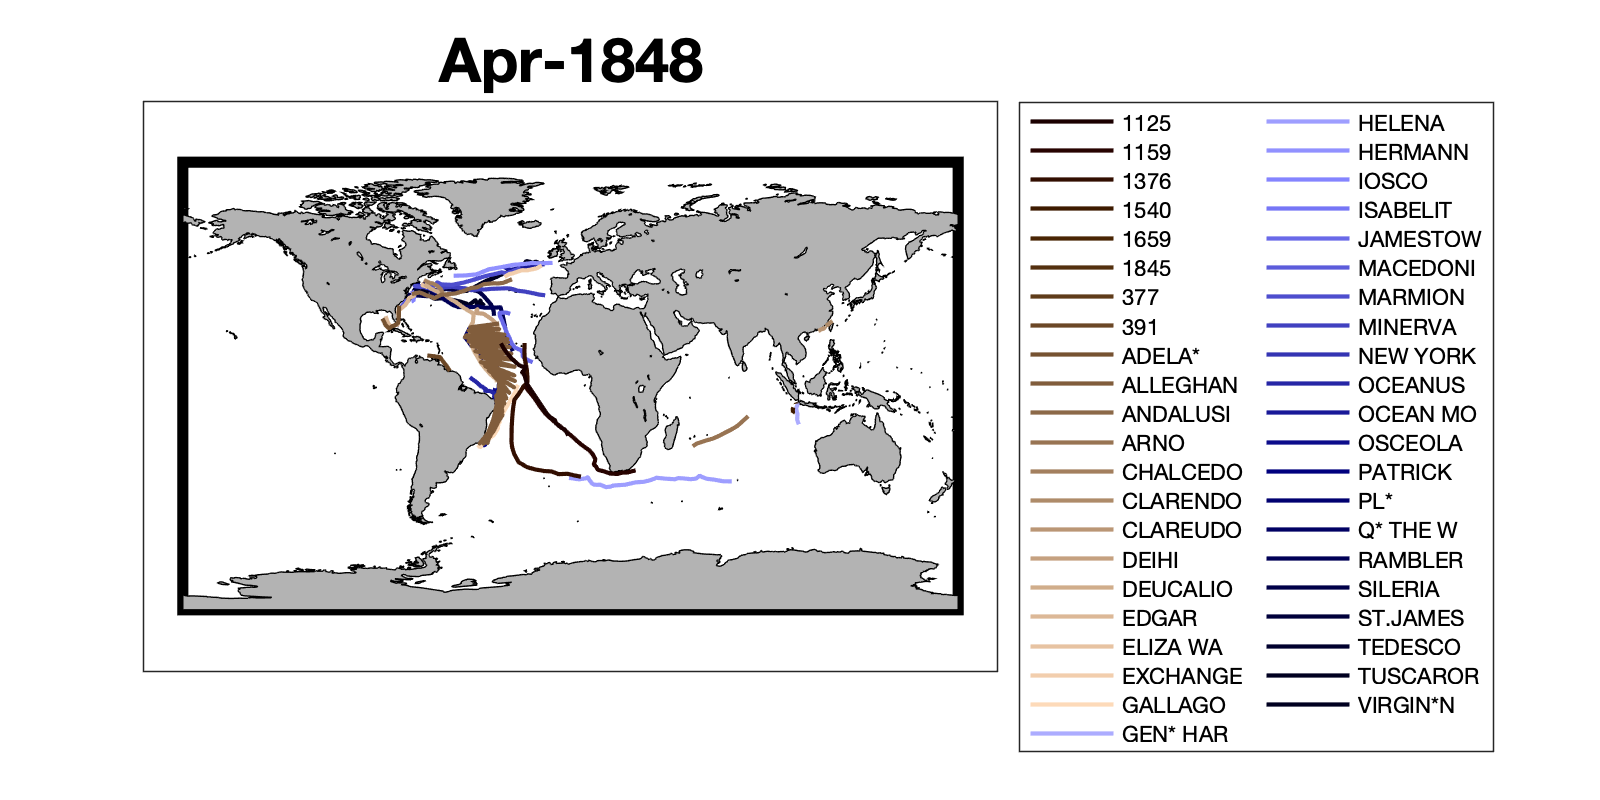 Apr-1848
1125
1159
1376
1540
1659
1845
377
391
ADELA*
ALLEGHAN
ANDALUSI
ARNO
CHALCEDO
CLARENDO
CLAREUDO
DEIHI
DEUCALIO
EDGAR
ELIZA WA
EXCHANGE
GALLAGO
GEN* HAR
HELENA
HERMANN
IOSCO
ISABELIT
JAMESTOW
MACEDONI
MARMION
MINERVA
NEW YORK
OCEANUS
OCEAN MO
OSCEOLA
PATRICK
PL*
Q* THE W
RAMBLER
SILERIA
ST.JAMES
TEDESCO
TUSCAROR
VIRGIN*N